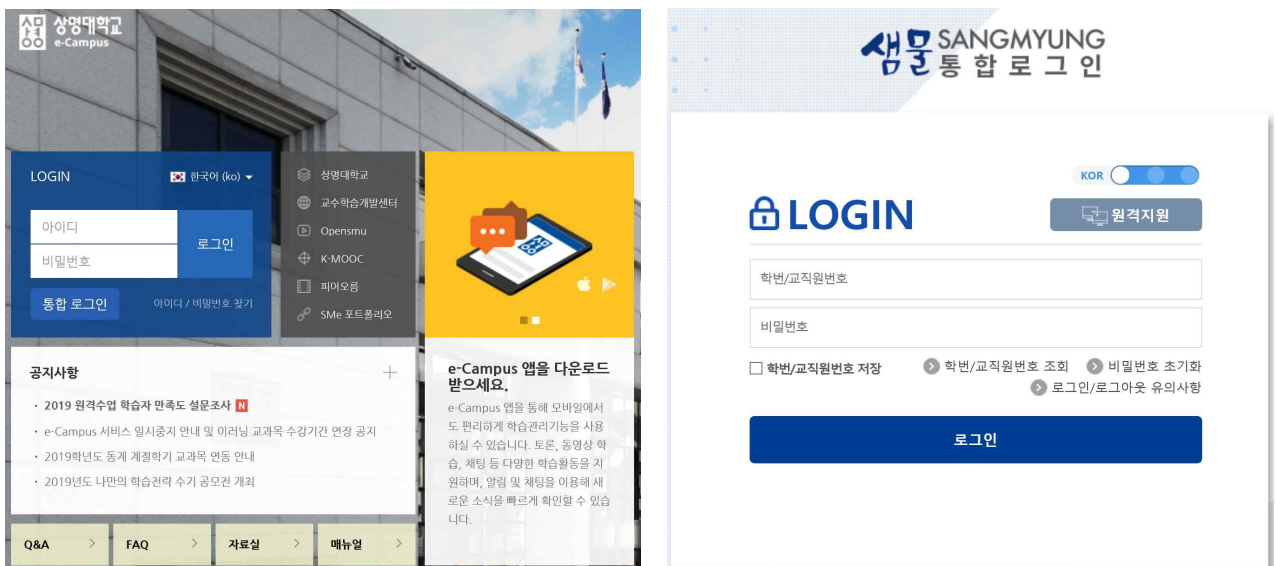 상명대학교
e-Campus
LOGIN
한국어 (ko)
아이디
비밀번호
로그인
통합 로그인
아이디 / 비밀번호 찾기
상명대학교
교수학습개발센터
Opensmu
K-MOOC
피어오름
SMe 포트폴리오
공지사항
2019 원격수업 학습자 만족도 설문조사 N
e-Campus 서비스 일시중지 안내 및 이러닝 교과목 수강기간 연장 공지
2019학년도 동계 계절학기 교과목 연동 안내
2019년도 나만의 학습전략 수기 공모전 개최
e-Campus 앱을 다운로드
받으세요.
e-Campus 앱을 통해 모바일에서
도 편리하게 학습관리기능을 사용
하실 수 있습니다. 토론, 동영상 학
습, 채팅 등 다양한 학습활동을 지
원하며, 알림 및 채팅을 이용해 새
로운 소식을 빠르게 확인할 수 있습
니다.
Q&A
FAQ
자료실
매뉴얼
샘물 SANGMYUNG
통합로그인
KOR
LOGIN
원격지원
학번/교직원번호
비밀번호
학번/교직원번호 저장
학번/교직원번호 조회
비밀번호 초기화
로그인/로그아웃 유의사항
로그인